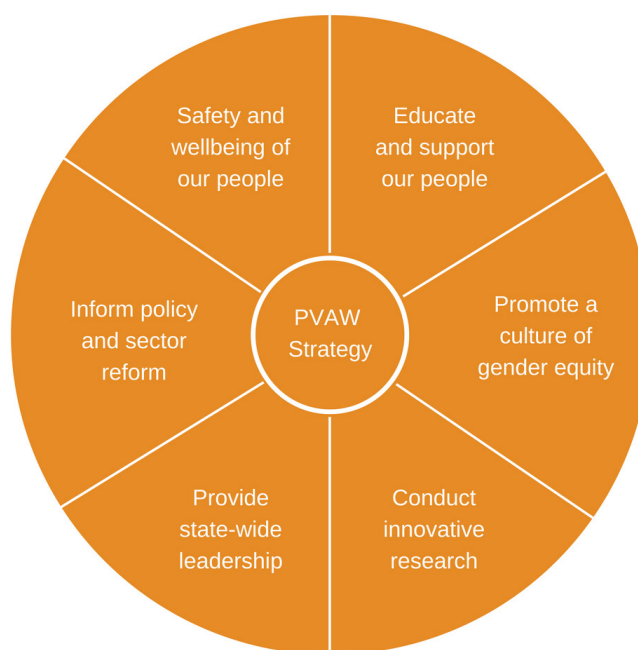 Safety and
wellbeing of
our people
Educate
and support
our people
Inform policy
and sector
reform
PVAW
Strategy
Promote a
culture of
gender equity
Provide
state-wide
leadership
Conduct
innovative
research